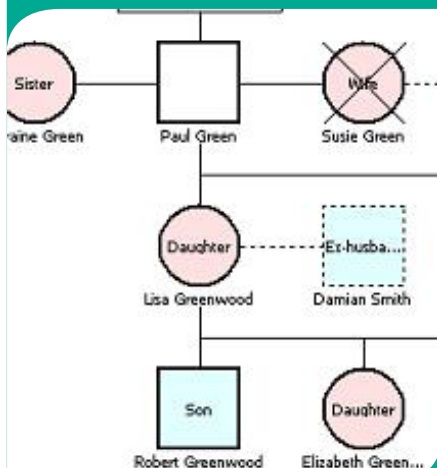 Sister
Wife
raine Green
Paul Green
Susie Green
Daughter
Ex-husba...
Lisa Greenwood
Damian Smith
Son
Daughter
Robert Greenwood
Elizabeth Green...